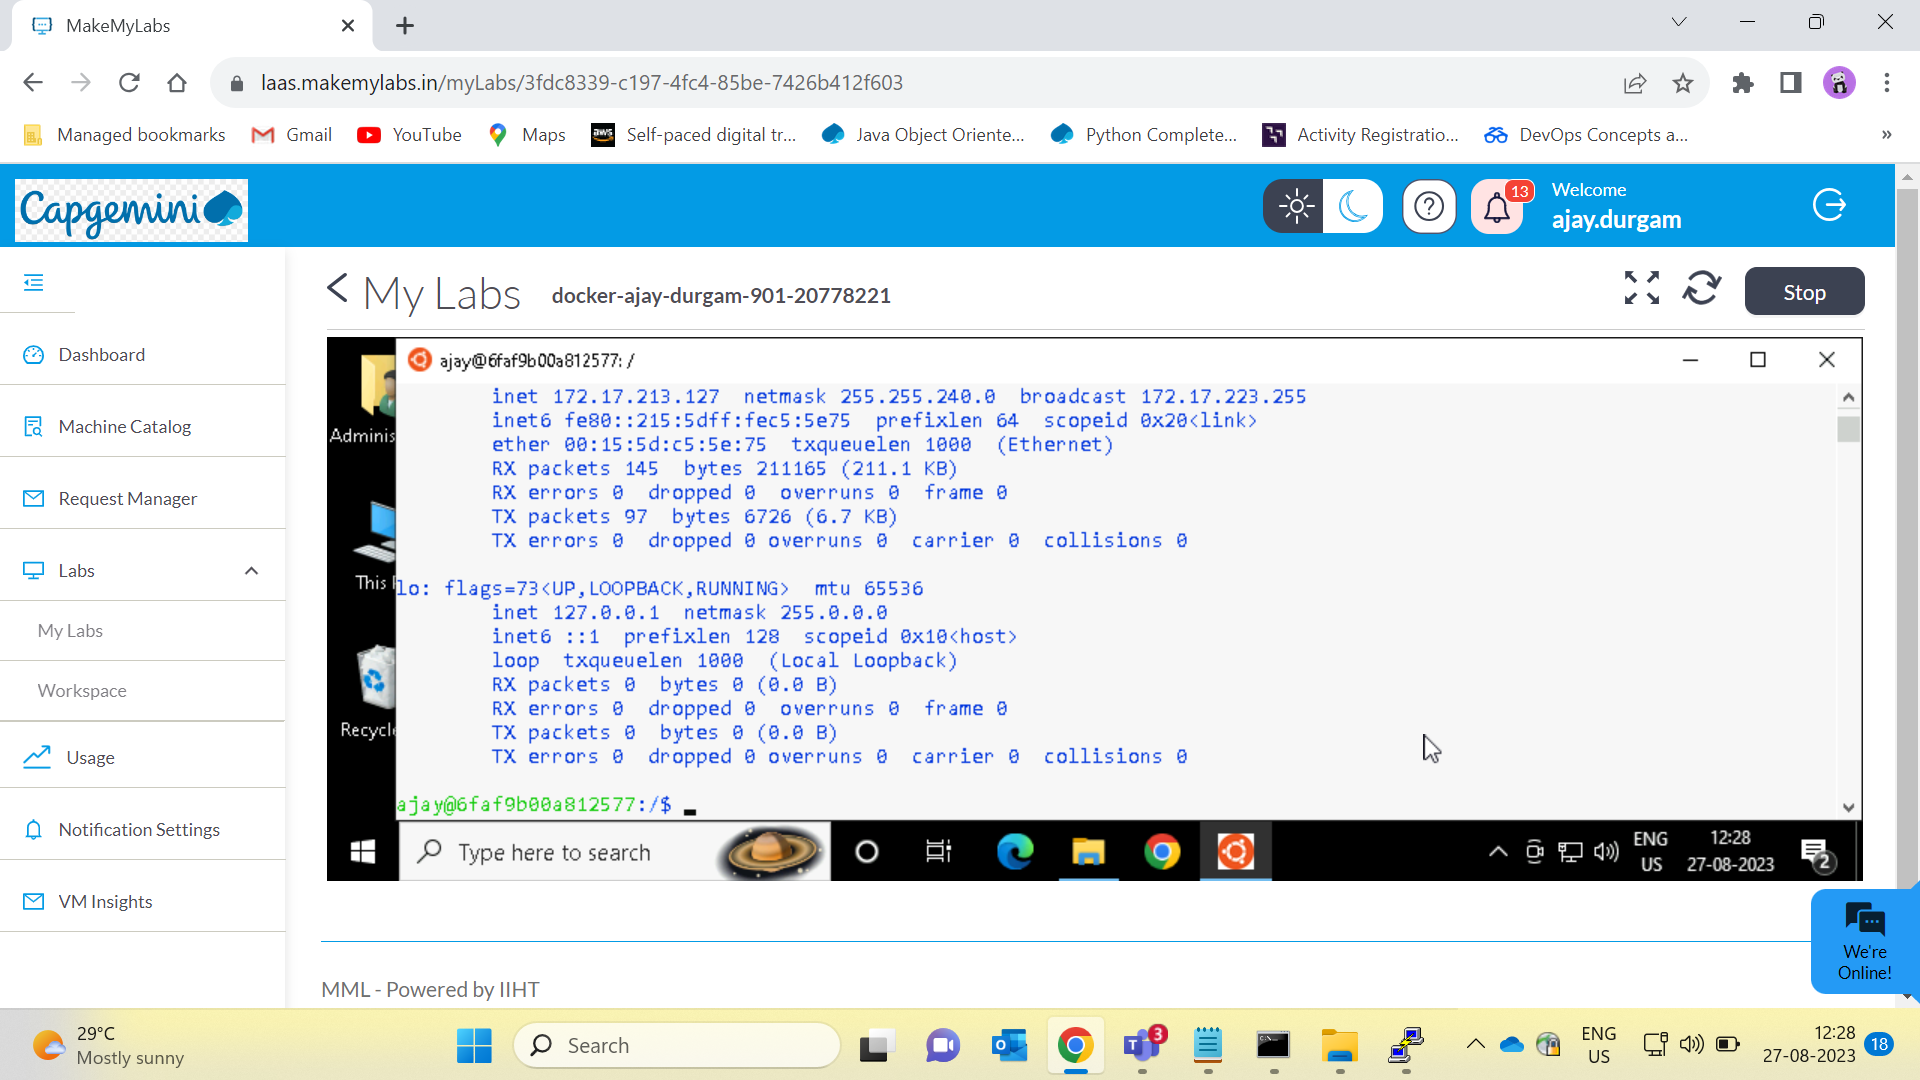 MakeMyLabs
laas.makemylabs.in/myLabs/3fdc8339-c197-4fc4-85be-7426b412f603
Managed bookmarks
Gmail
YouTube
Maps
aws
Self-paced digital tr...
Java Object Oriente...
Python Complete...
Activity Registratio...
DevOps Concepts a...
»
Capgemini
13
Welcome
ajay.durgam
My Labs
docker-ajay-durgam-901-20778221
Stop
Dashboard
Machine Catalog
Request Manager
Labs
My Labs
Workspace
Usage
Notification Settings
VM Insights
Adminis
This
Recycle
ajay@6faf9b00a812577: /
inet 172.17.213.127  netmask 255.255.240.0  broadcast 172.17.223.255
inet6 fe80::215:5dff:fec5:5e75  prefixlen 64  scopeid 0x20<link>
ether 00:15:5d:c5:5e:75  txqueuelen 1000  (Ethernet)
RX packets 145  bytes 211165 (211.1 KB)
RX errors 0  dropped 0  overruns 0  frame 0
TX packets 97  bytes 6726 (6.7 KB)
TX errors 0  dropped 0 overruns 0  carrier 0  collisions 0
lo: flags=73<UP,LOOPBACK,RUNNING>  mtu 65536
inet 127.0.0.1  netmask 255.0.0.0
inet6 ::1  prefixlen 128  scopeid 0x10<host>
loop  txqueuelen 1000  (Local Loopback)
RX packets 0  bytes 0 (0.0 B)
RX errors 0  dropped 0  overruns 0  frame 0
TX packets 0  bytes 0 (0.0 B)
TX errors 0  dropped 0 overruns 0  carrier 0  collisions 0
ajay@6faf9b00a812577:/$
Type here to search
ENG
US
12:28
27-08-2023
2
We're
Online!
MML - Powered by IIHT
29°C
Mostly sunny
Search
3
ENG
US
12:28
27-08-2023
18